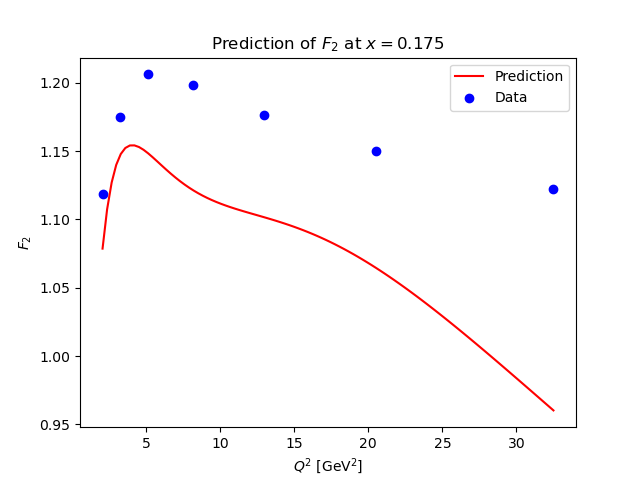 Prediction of F₂ at x = 0.175
Prediction
Data
1.20
1.15
1.10
1.05
1.00
0.95
F₂
5 10 15 20 25 30
Q² [GeV²]